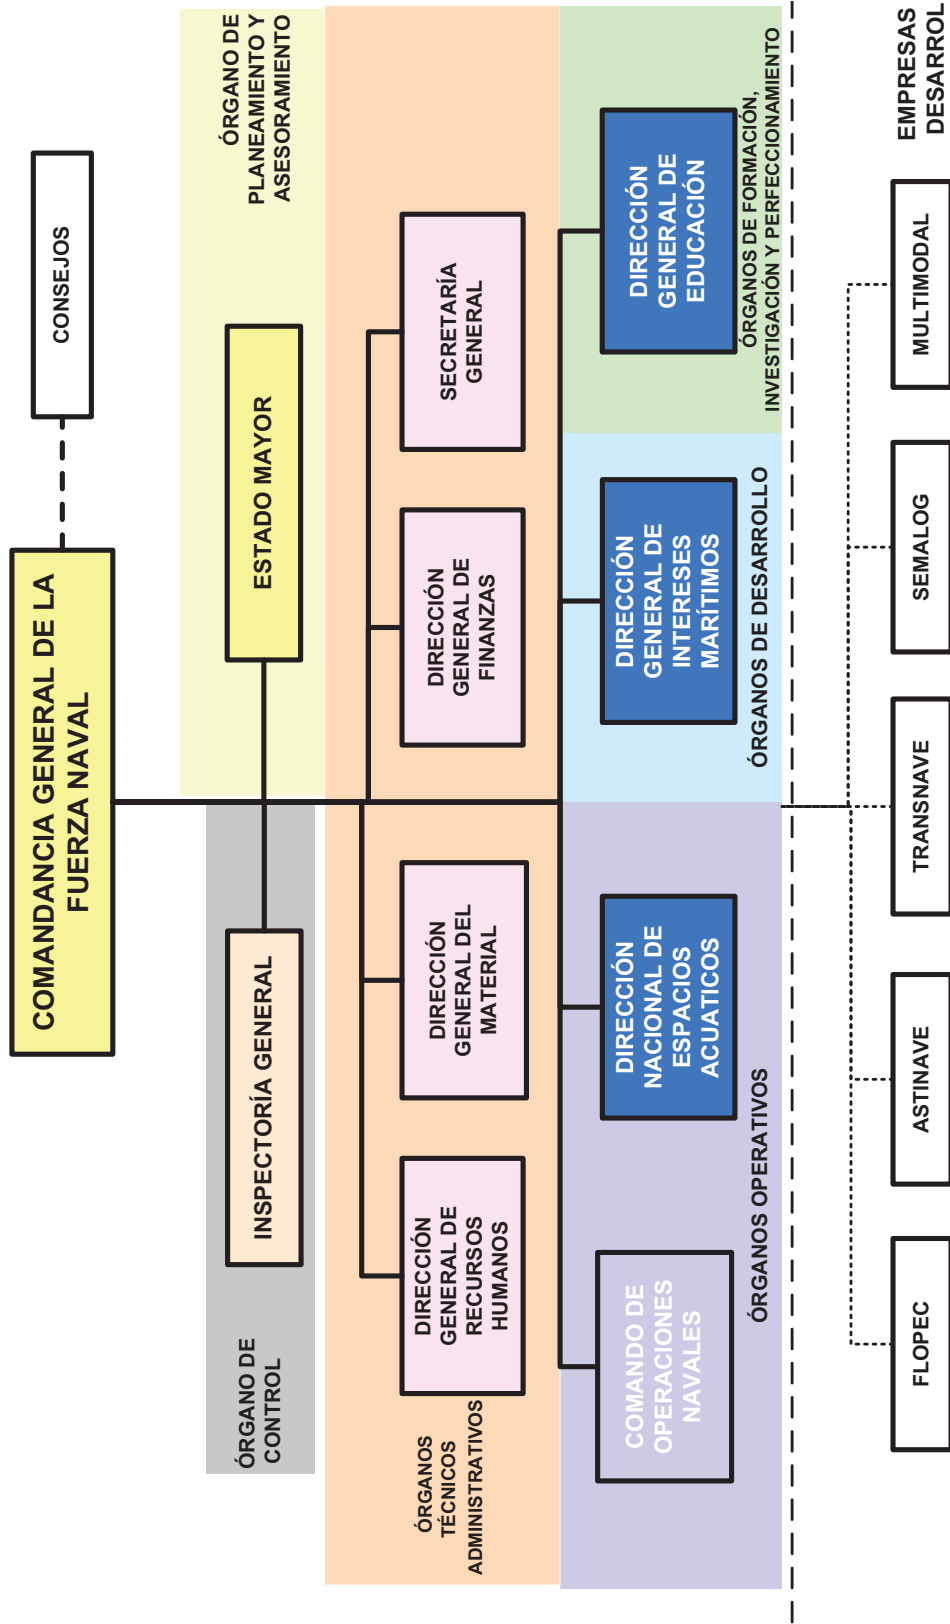 COMANDANCIA GENERAL DE LA
FUERZA NAVAL
CONSEJOS
ÓRGANO DE
CONTROL
INSPECTORÍA GENERAL
ESTADO MAYOR
ÓRGANO DE
PLANEAMIENTO Y
ASESORAMIENTO
ÓRGANOS
TÉCNICOS
ADMINISTRATIVOS
DIRECCIÓN
GENERAL DE
RECURSOS
HUMANOS
DIRECCIÓN
GENERAL DEL
MATERIAL
DIRECCIÓN
GENERAL DE
FINANZAS
SECRETARÍA
GENERAL
COMANDO DE
OPERACIONES
NAVALES
DIRECCIÓN
NACIONAL DE
ESPACIOS
ACUATICOS
ÓRGANOS OPERATIVOS
DIRECCIÓN
GENERAL DE
INTERESES
MARÍTIMOS
ÓRGANOS DE DESARROLLO
DIRECCIÓN
GENERAL DE
EDUCACIÓN
ÓRGANOS DE FORMACIÓN,
INVESTIGACIÓN Y PERFECCIONAMIENTO
FLOPEC
ASTINAVE
TRANSNAVE
SEMALOG
MULTIMODAL
EMPRESAS
DESARROL